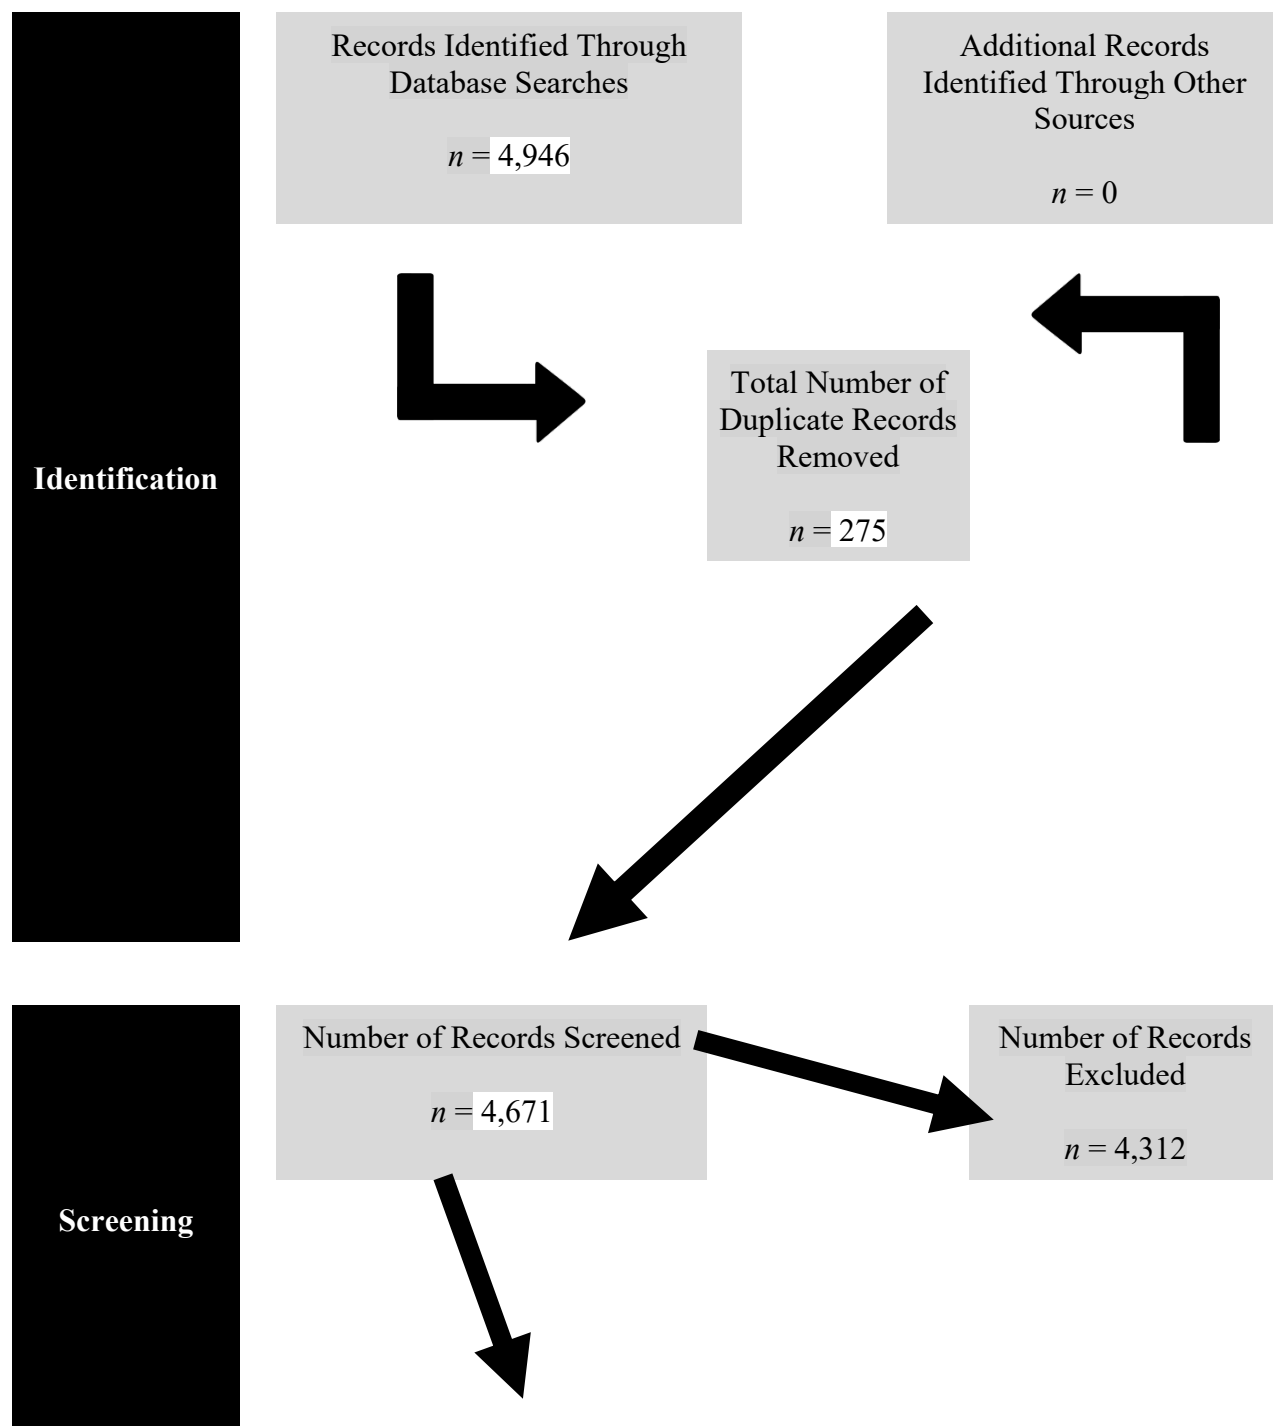 Records Identified Through
Database Searches
n = 4,946
Additional Records
Identified Through Other
Sources
n = 0
Total Number of
Duplicate Records
Removed
n = 275
Identification
Number of Records Screened
n = 4,671
Number of Records
Excluded
n = 4,312
Screening